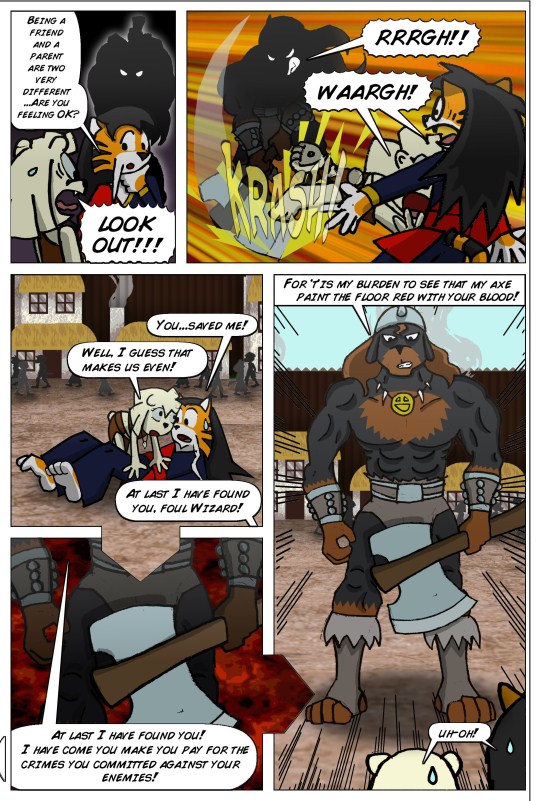 BEING A
FRIEND
AND A
PARENT
ARE TWO
VERY
DIFFERENT
...ARE YOU
FEELING OK?
LOOK
OUT!!!
RRRGH!!
WAARGH!
KRASH!
YOU...SAVED ME!
WELL, I GUESS THAT
MAKES US EVEN!
AT LAST I HAVE FOUND
YOU, FOUL WIZARD!
AT LAST I HAVE FOUND YOU!
I HAVE COME YOU MAKE YOU PAY FOR THE
CRIMES YOU COMMITTED AGAINST YOUR
ENEMIES!
FOR 'T IS MY BURDEN TO SEE THAT MY AXE
PAINT THE FLOOR RED WITH YOUR BLOOD!
UH-OH!